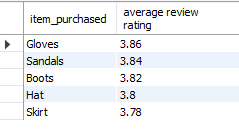 item_purchased average review
rating
Gloves 3.86
Sandals 3.84
Boots 3.82
Hat 3.8
Skirt 3.78